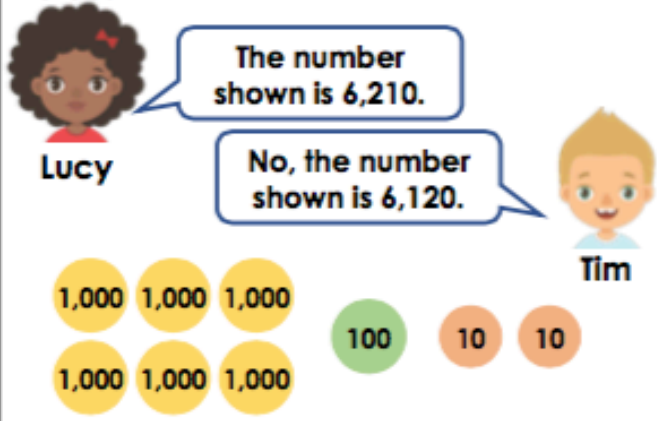 The number
shown is 6,210.
Lucy
No, the number
shown is 6,120.
Tim
1,000 1,000 1,000
100 10 10
1,000 1,000 1,000